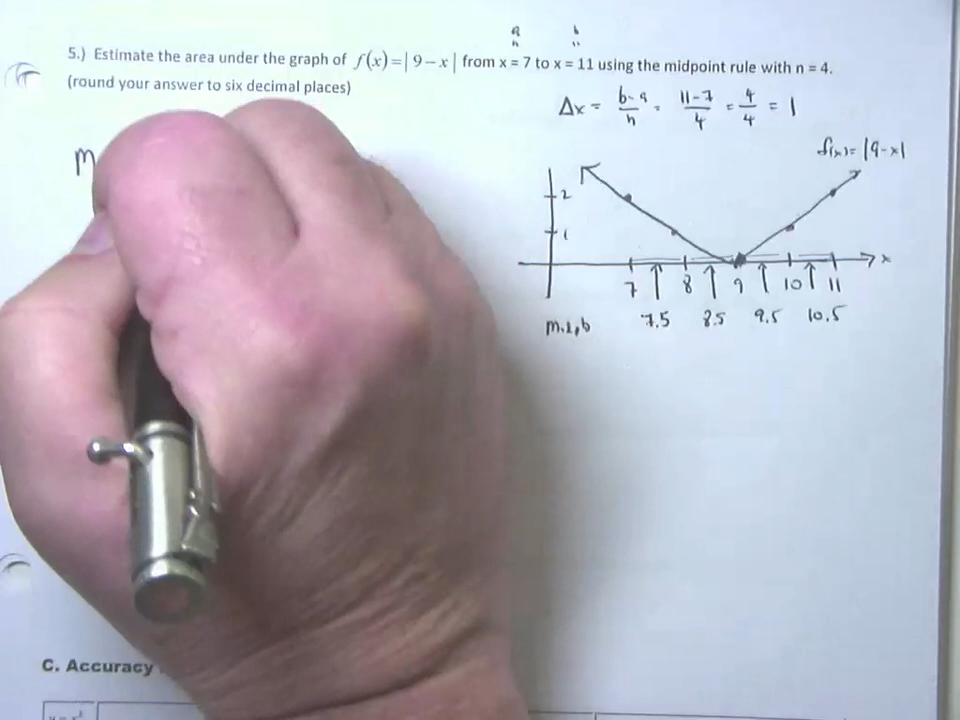 a b
" "
5.) Estimate the area under the graph of f(x)=| 9 – x | from x = 7 to x = 11 using the midpoint rule with n = 4.
(round your answer to six decimal places)
Δx = b-a/n = 11-7/4 = 4/4 = 1
M
f(x)= |9-x|
2
1
x
7 8 9 10 11
7.5 8.5 9.5 10.5
C. Accuracy